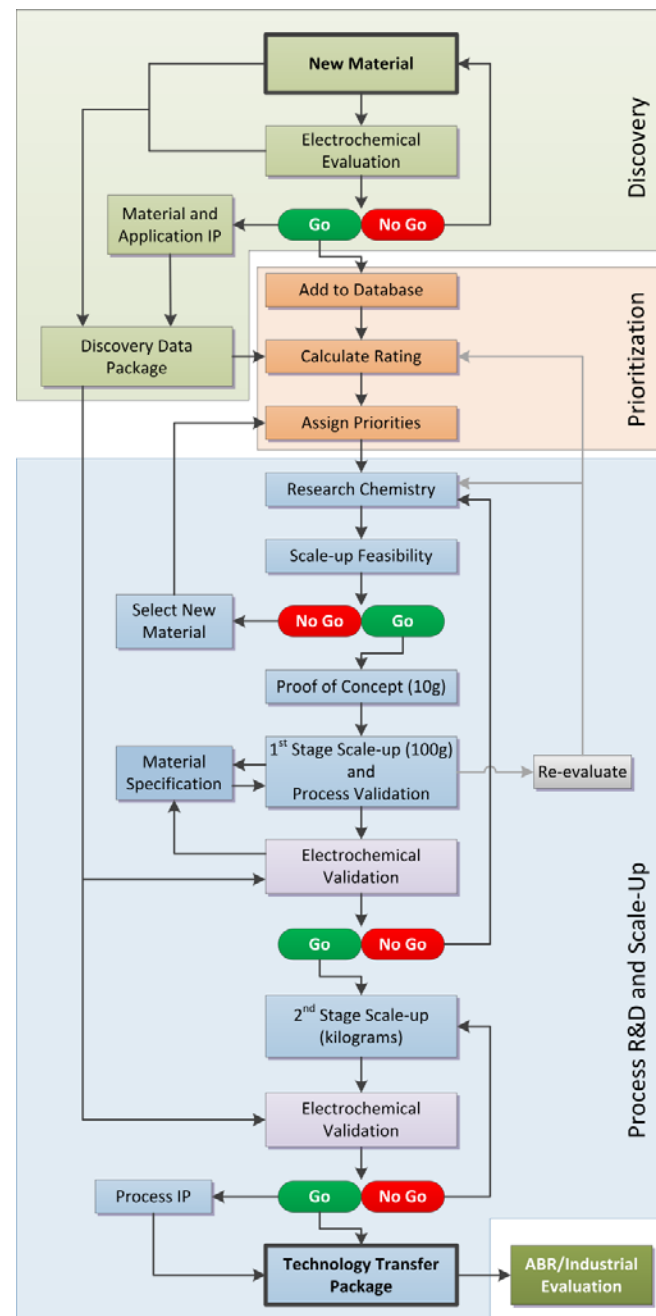 New Material
Electrochemical
Evaluation
Discovery
Go
No Go
Material and
Application IP
Add to Database
Discovery Data
Package
Calculate Rating
Prioritization
Assign Priorities
Research Chemistry
Scale-up Feasibility
Select New
Material
No Go
Go
Proof of Concept (10g)
Material
Specification
1st Stage Scale-up (100g)
and
Process Validation
Re-evaluate
Electrochemical
Validation
Go
No Go
2nd Stage Scale-up
(kilograms)
Process R&D and Scale-Up
Electrochemical
Validation
Process IP
Go
No Go
Technology Transfer
Package
ABR/Industrial
Evaluation